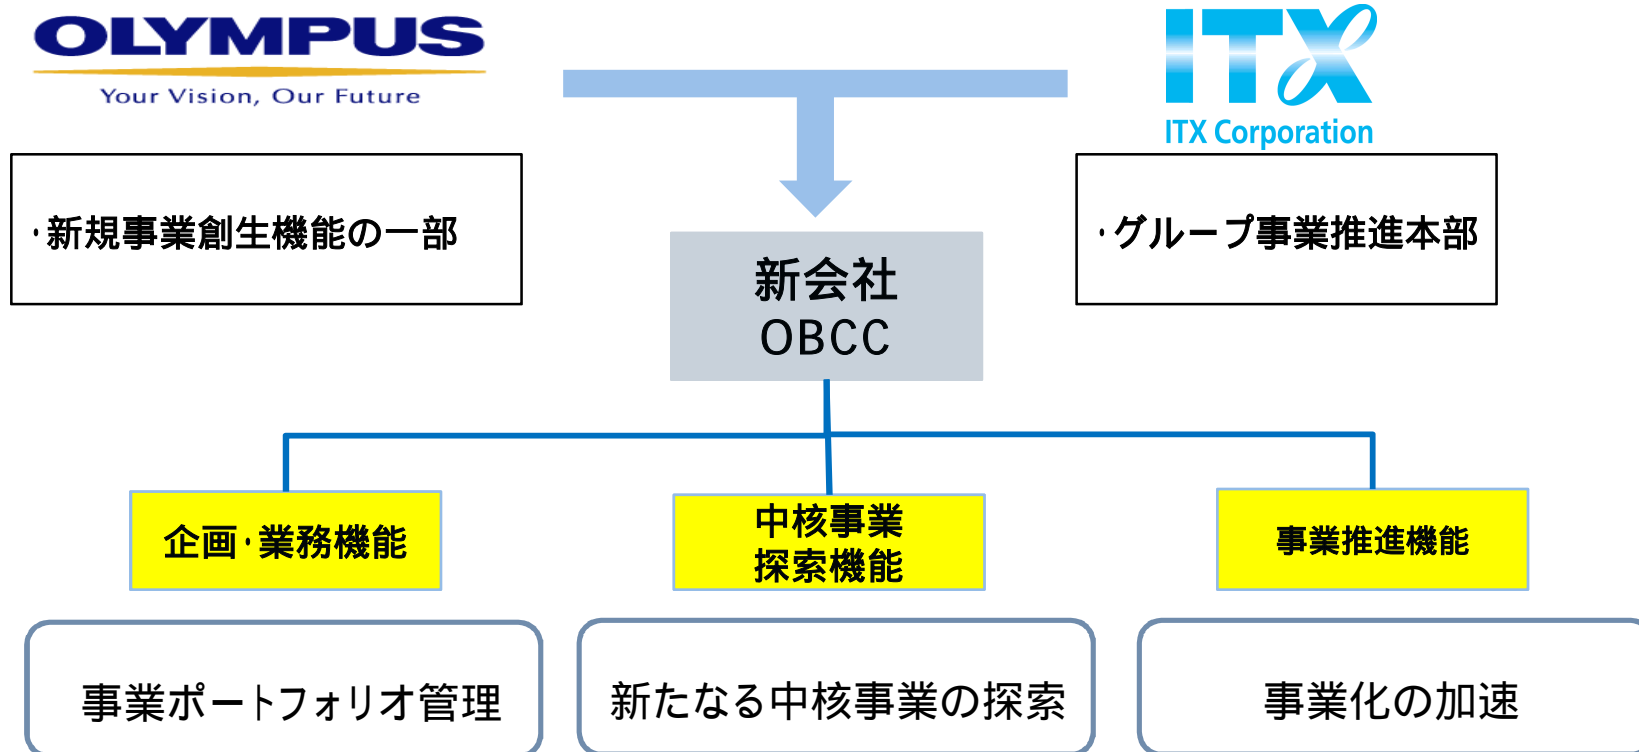 OLYMPUS
Your Vision, Our Future
ITX
ITX Corporation
・新規事業創生機能の一部
・グループ事業推進本部
新会社
OBCC
企画・業務機能
中核事業
探索機能
事業推進機能
事業ポートフォリオ管理
新たなる中核事業の探索
事業化の加速